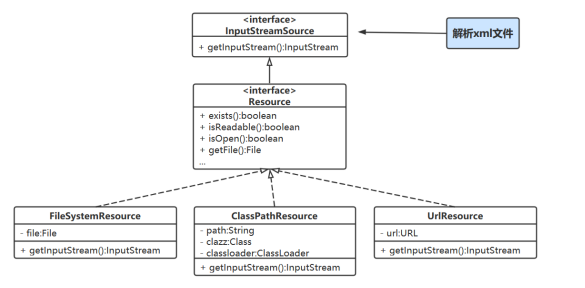 <interface>
InputStreamSource
+ getInputStream():InputStream
解析xml文件
<interface>
Resource
+ exists():boolean
+ isReadable():boolean
+ isOpen():boolean
+ getFile():File
...
FileSystemResource
- file:File
+ getInputStream():InputStream
ClassPathResource
- path:String
- clazz:Class
- classloader:ClassLoader
+ getInputStream():InputStream
UrlResource
- url:URL
+ getInputStream():InputStream